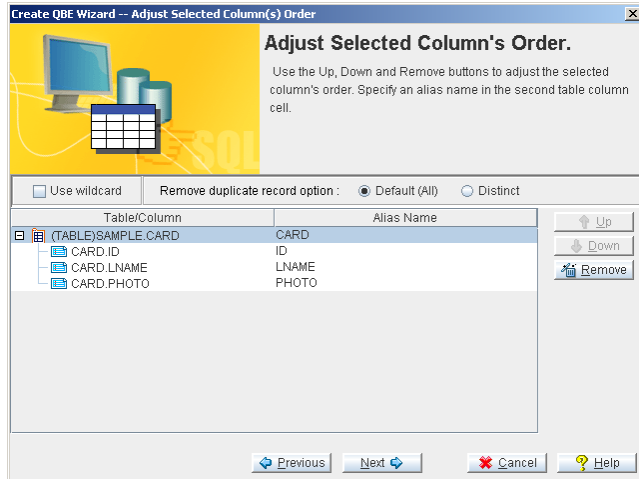 Create QBE Wizard -- Adjust Selected Column(s) Order
Adjust Selected Column's Order.
Use the Up, Down and Remove buttons to adjust the selected
column's order. Specify an alias name in the second table column
cell.
SQL
Use wildcard Remove duplicate record option : Default (All) Distinct
Table/Column Alias Name
(TABLE)SAMPLE.CARD CARD
CARD.ID ID
CARD.LNAME LNAME
CARD.PHOTO PHOTO
Up
Down
Remove
Previous Next Cancel Help